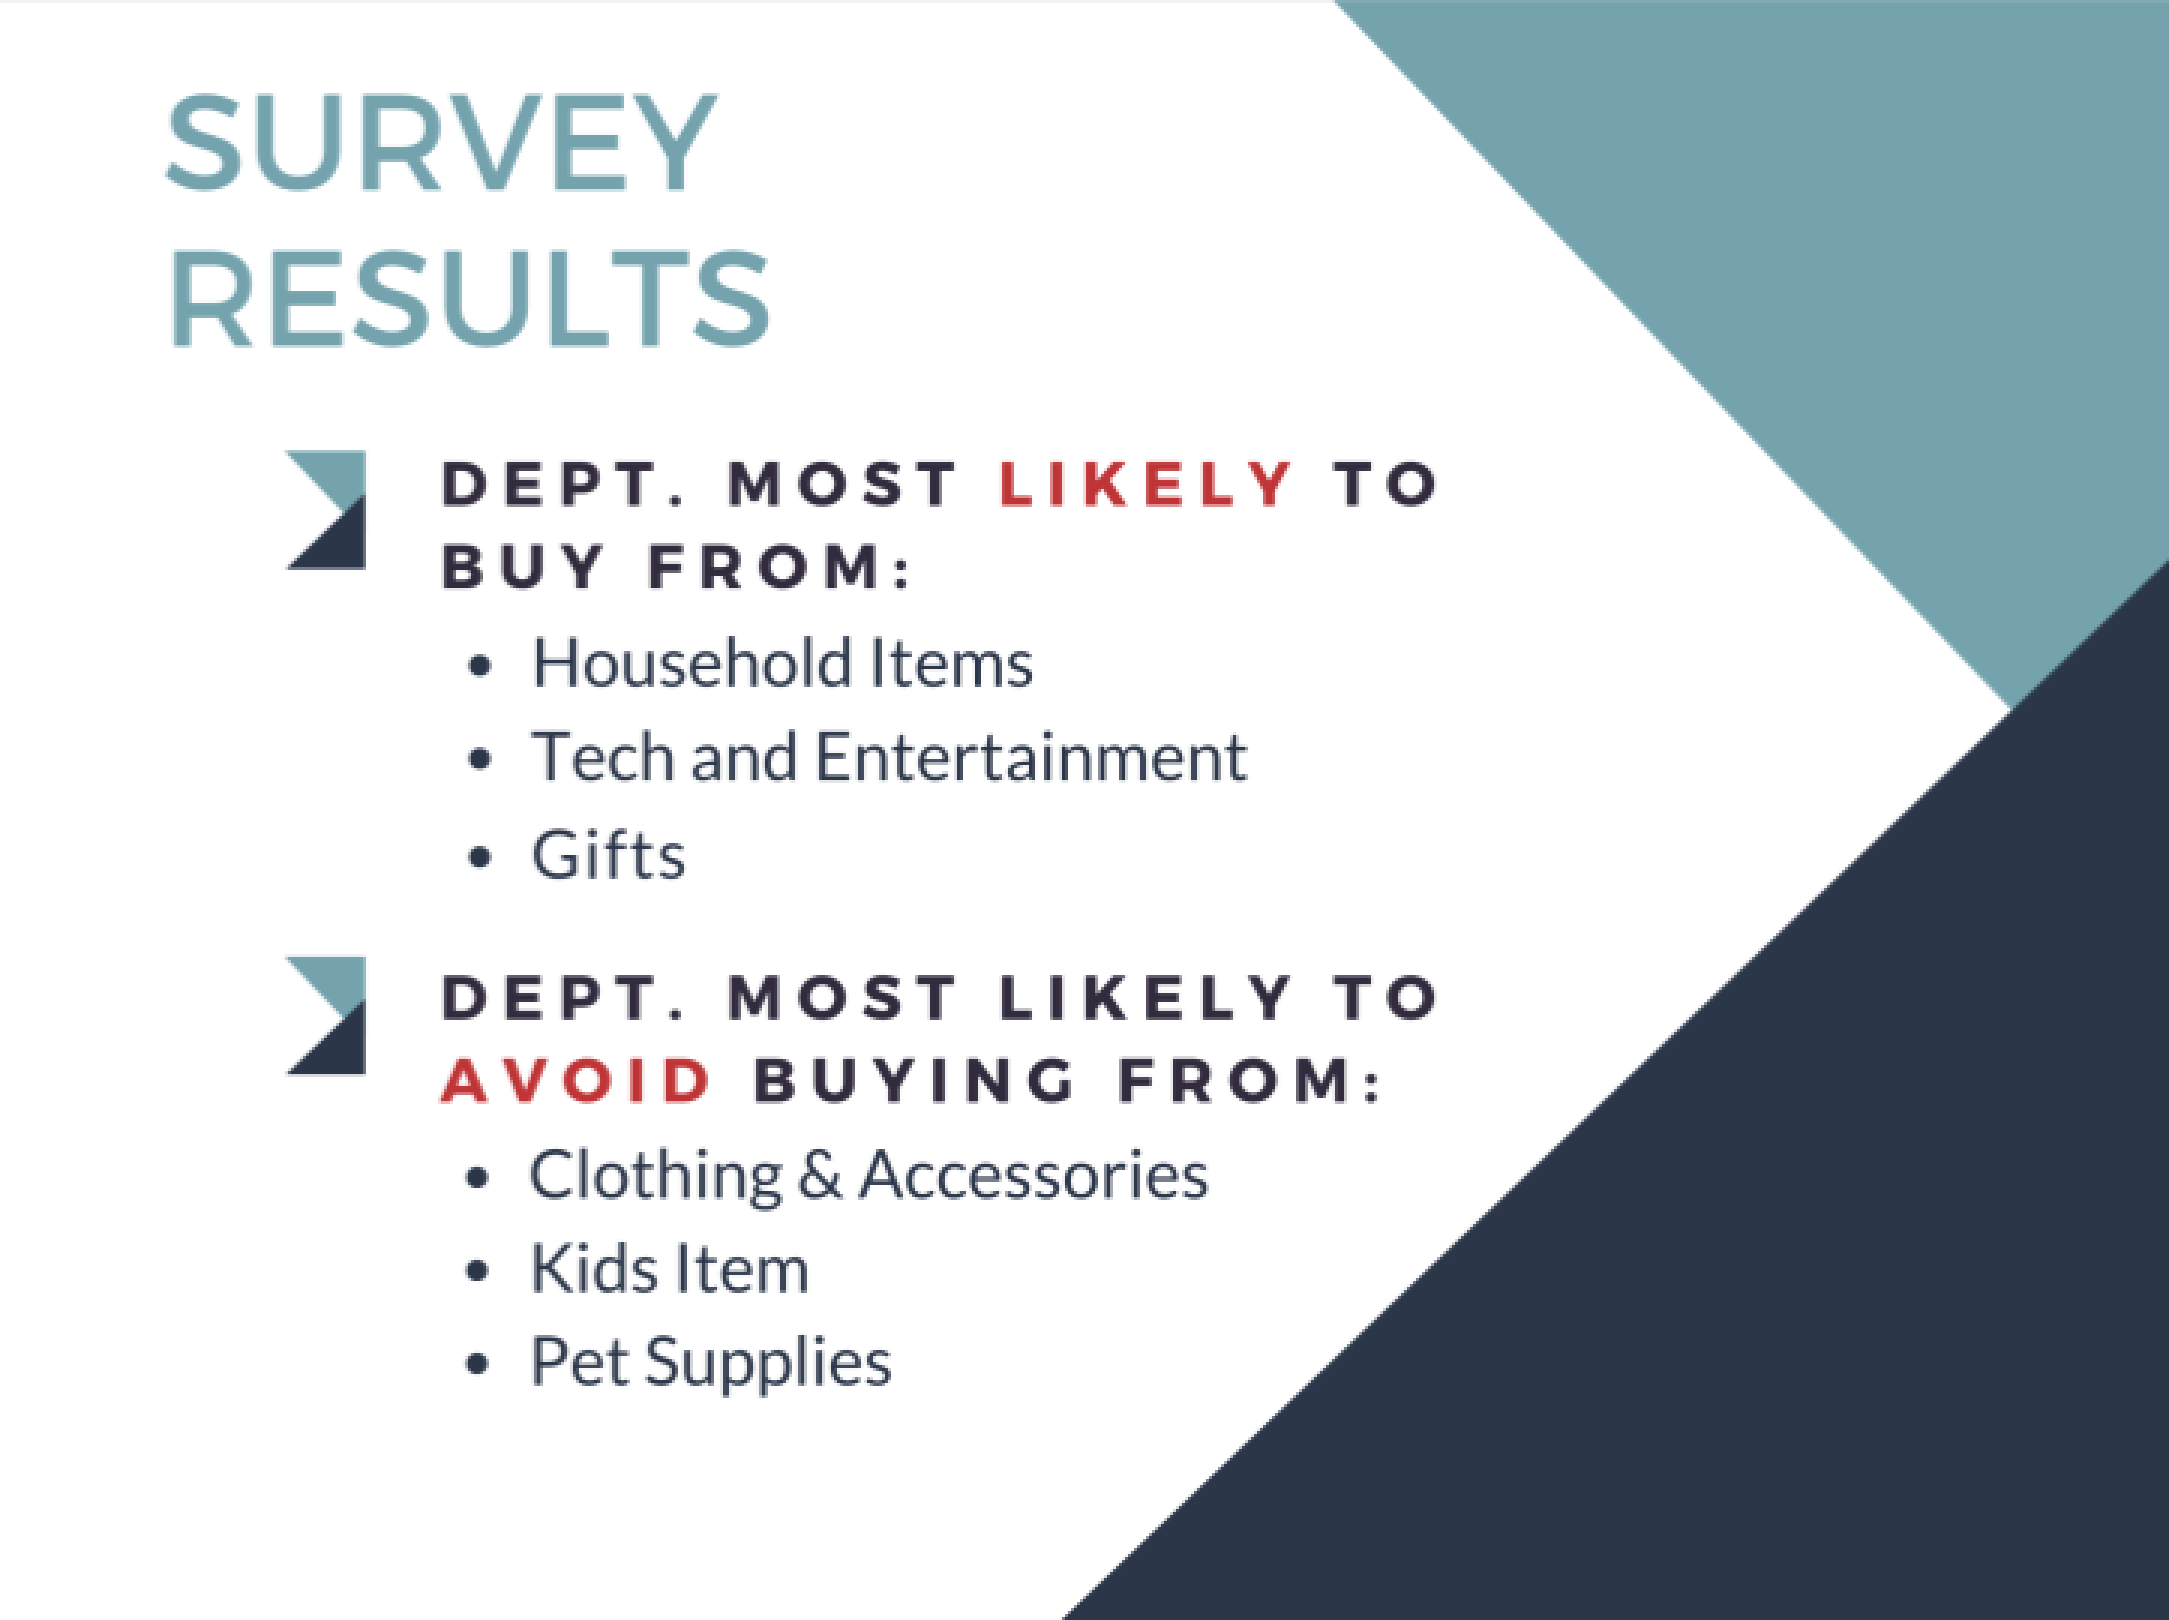 SURVEY
RESULTS
DEPT. MOST LIKELY TO
BUY FROM:
• Household Items
• Tech and Entertainment
• Gifts
DEPT. MOST LIKELY TO
AVOID BUYING FROM:
• Clothing & Accessories
• Kids Item
• Pet Supplies